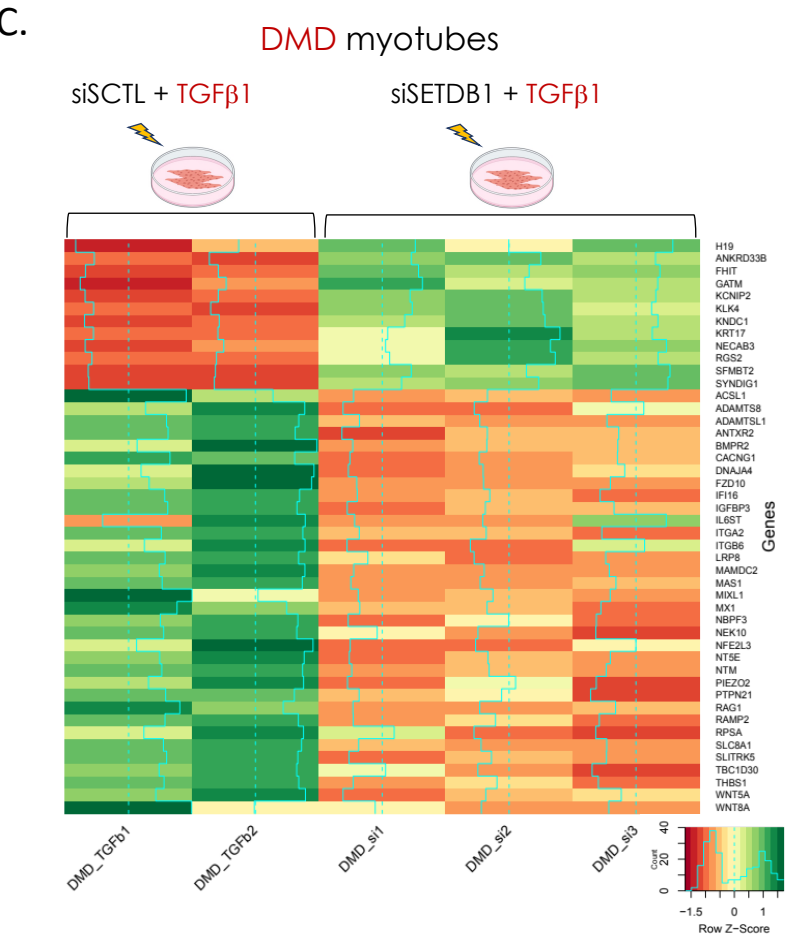 C.
DMD myotubes
siSCTL + TGFβ1
siSETDB1 + TGFβ1
H19
ANKRD33B
FHIT
GATM
KCNIP2
KLK4
KNDC1
KRT17
NECAB3
RGS2
SFMBT2
SYNDIG1
ACSL1
ADAMTS8
ADAMTSL1
ANTXR2
BMPR2
CACNG1
DNAJA4
FZD10
IFI16
IGFBP3
IL6ST
ITGA2
ITGB6
LRP8
MAMDC2
MAS1
MIXL1
MX1
NBPF3
NEK10
NFE2L3
NT5E
NTM
PIEZO2
PTPN21
RAG1
RAMP2
RPSA
SLC8A1
SLITRK5
TBC1D30
THBS1
WNT5A
WNT8A
Genes
DMD_TGFb1
DMD_TGFb2
DMD_si1
DMD_si2
DMD_si3
Count
0 20 40
−1.5 0 1
Row Z−Score